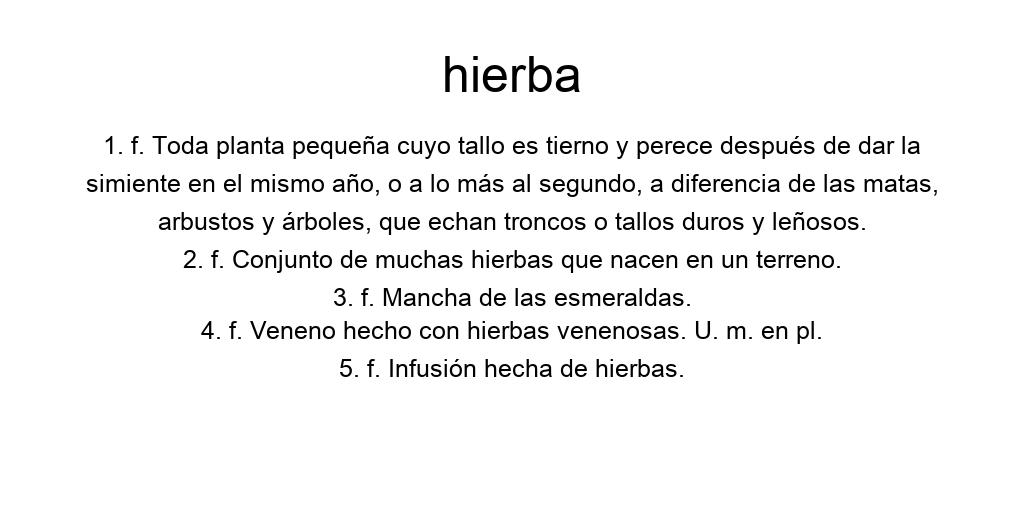 hierba
1. f. Toda planta pequeña cuyo tallo es tierno y perece después de dar la
simiente en el mismo año, o a lo más al segundo, a diferencia de las matas,
arbustos y árboles, que echan troncos o tallos duros y leñosos.
2. f. Conjunto de muchas hierbas que nacen en un terreno.
3. f. Mancha de las esmeraldas.
4. f. Veneno hecho con hierbas venenosas. U. m. en pl.
5. f. Infusión hecha de hierbas.